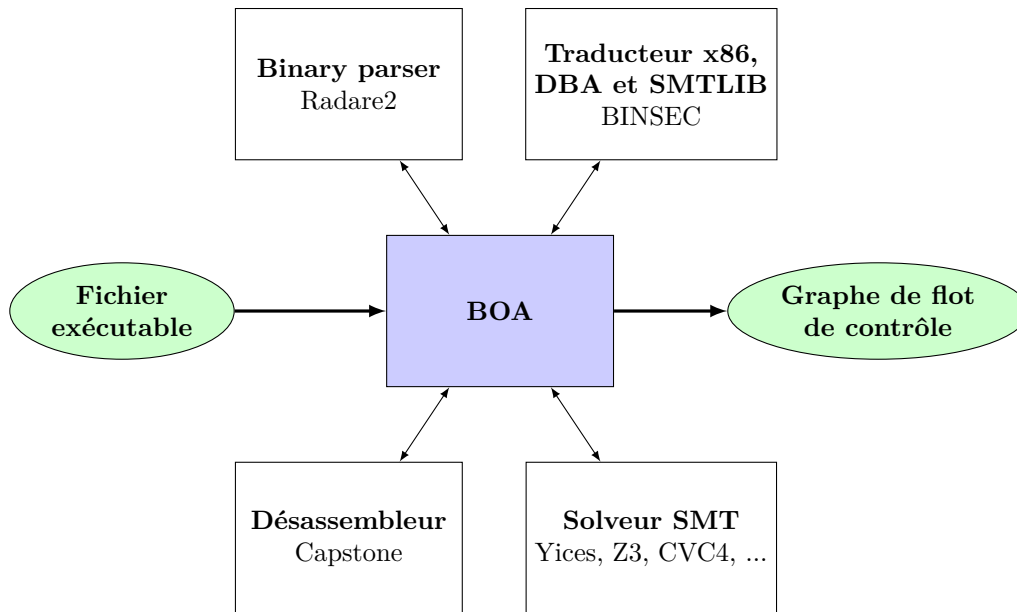 Binary parser
Radare2
Traducteur x86,
DBA et SMTLIB
BINSEC
Fichier
exécutable
BOA
Graphe de flot
de contrôle
Désassembleur
Capstone
Solveur SMT
Yices, Z3, CVC4, ...